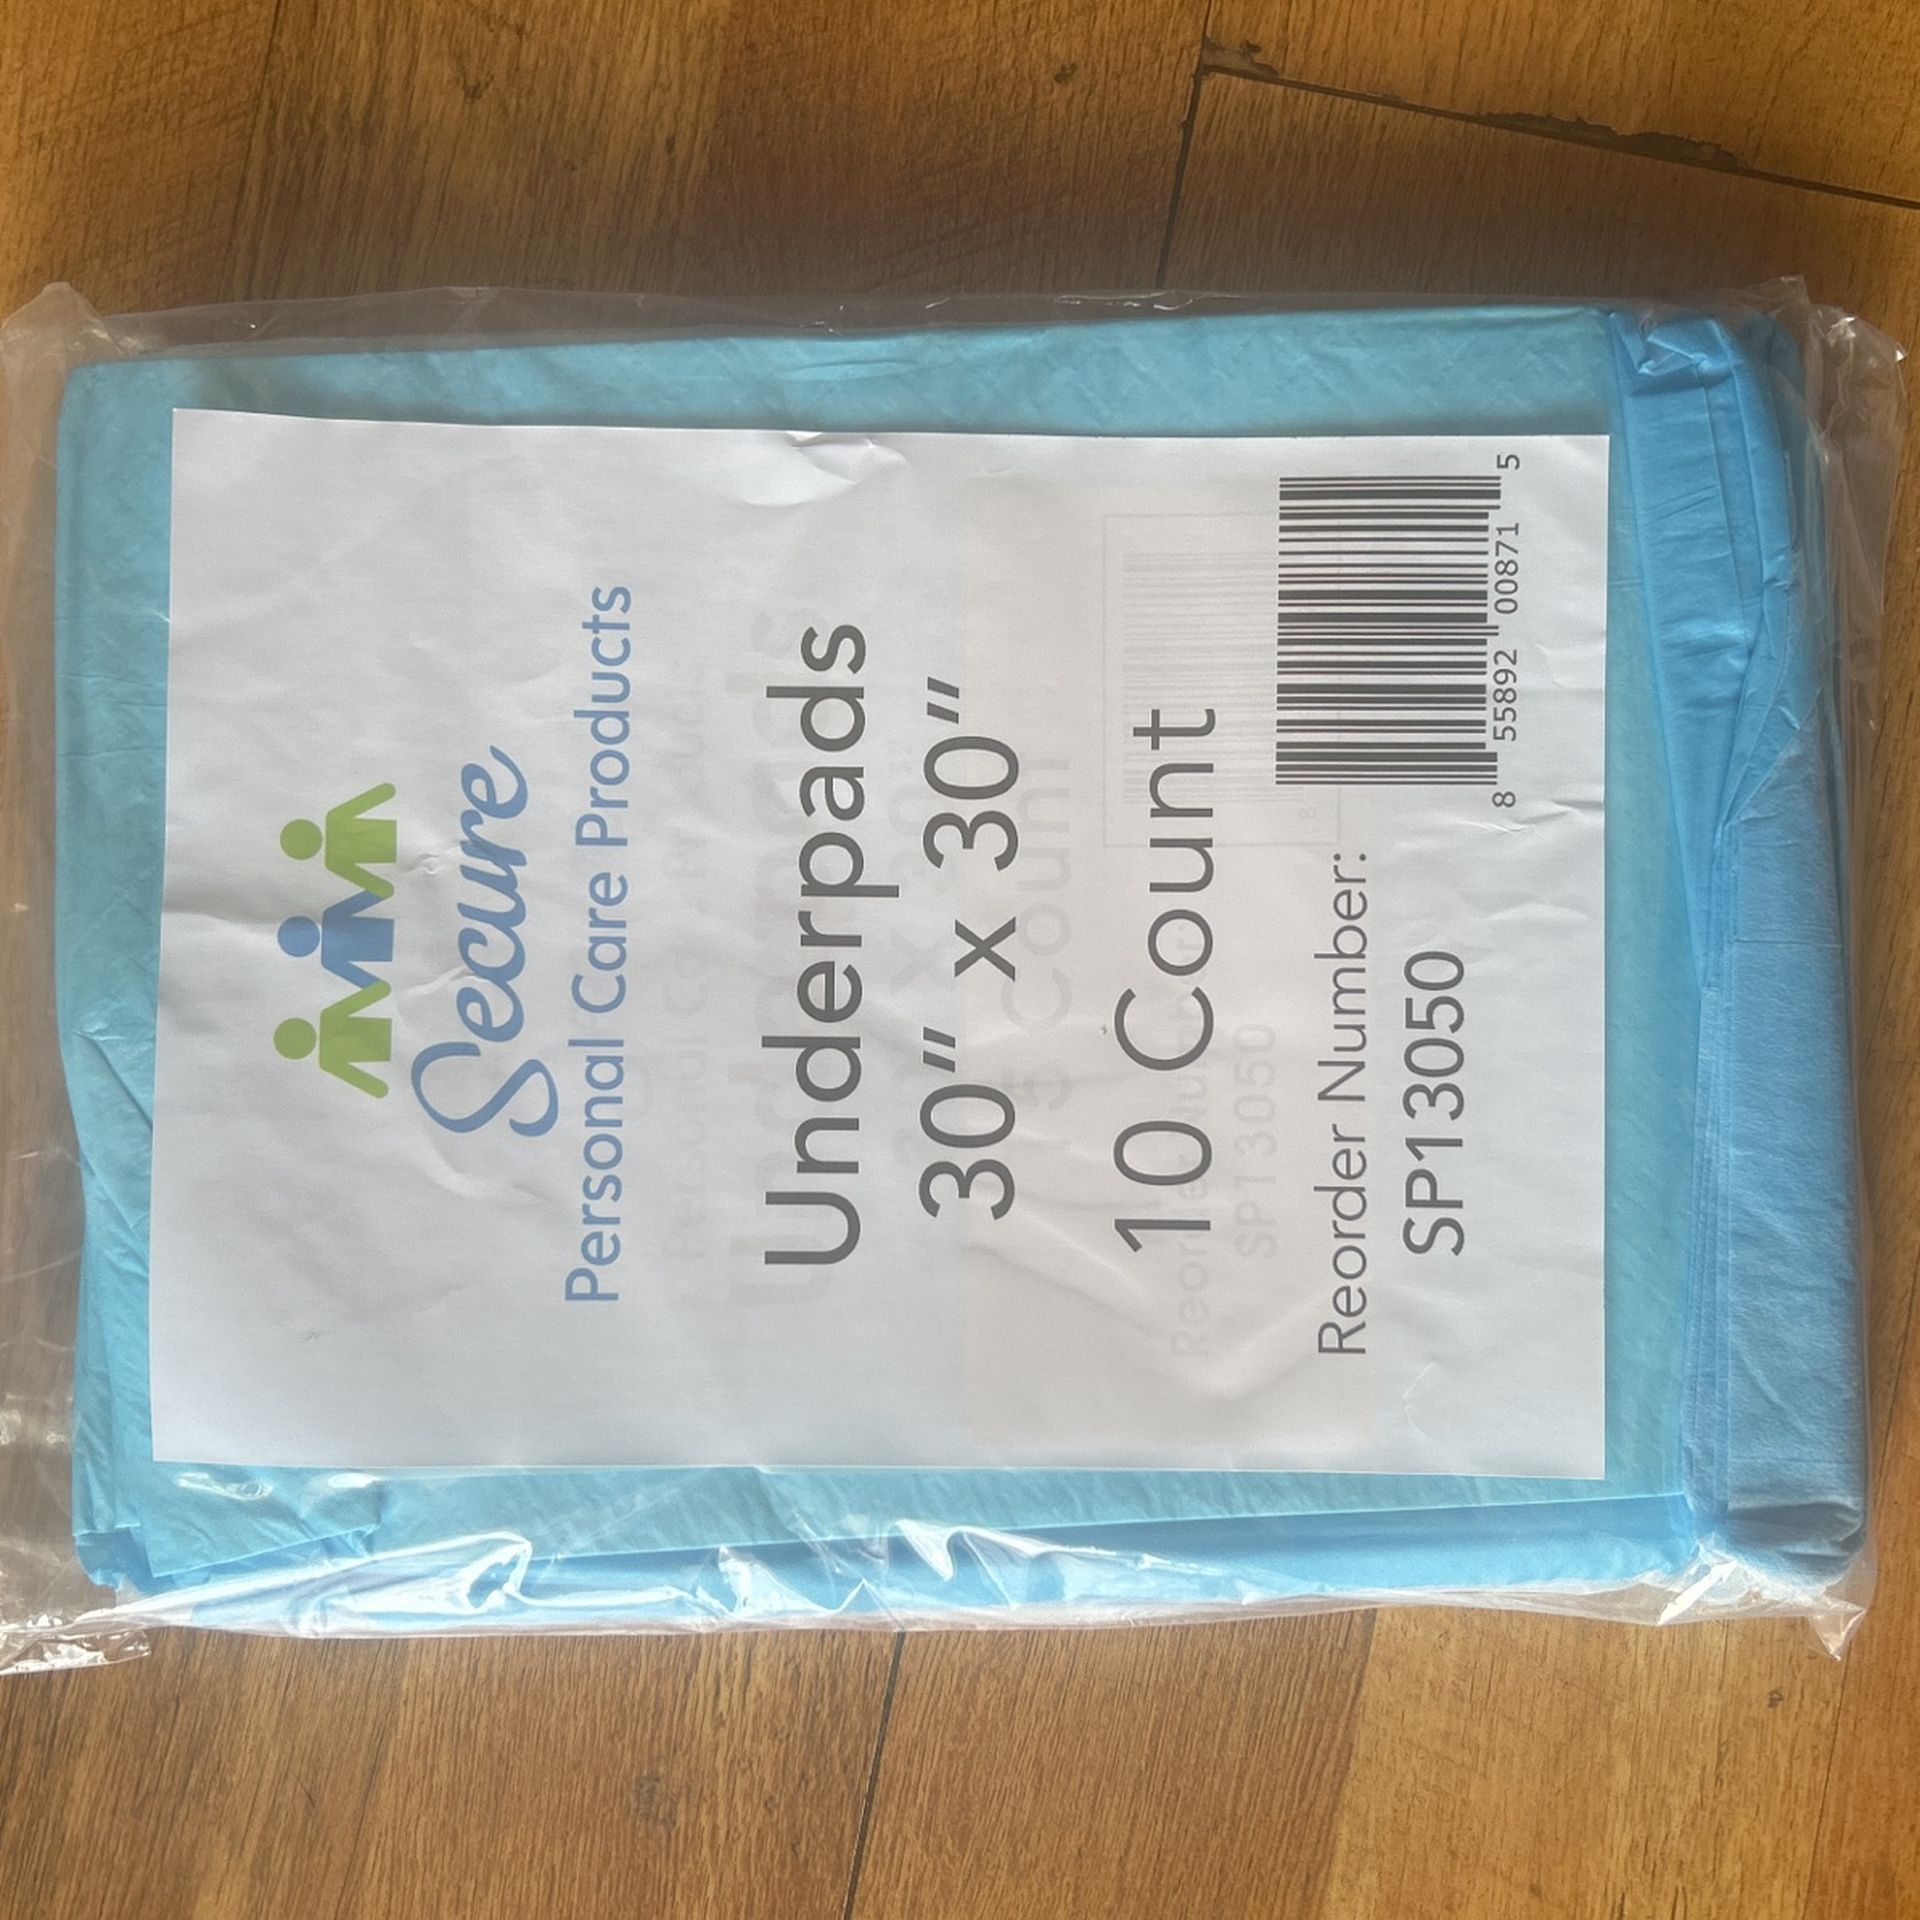 Secure
Personal Care Products
Underpads
30" x 30"
10 Count
Reorder Number:
SP13050
8 55892 00871 5